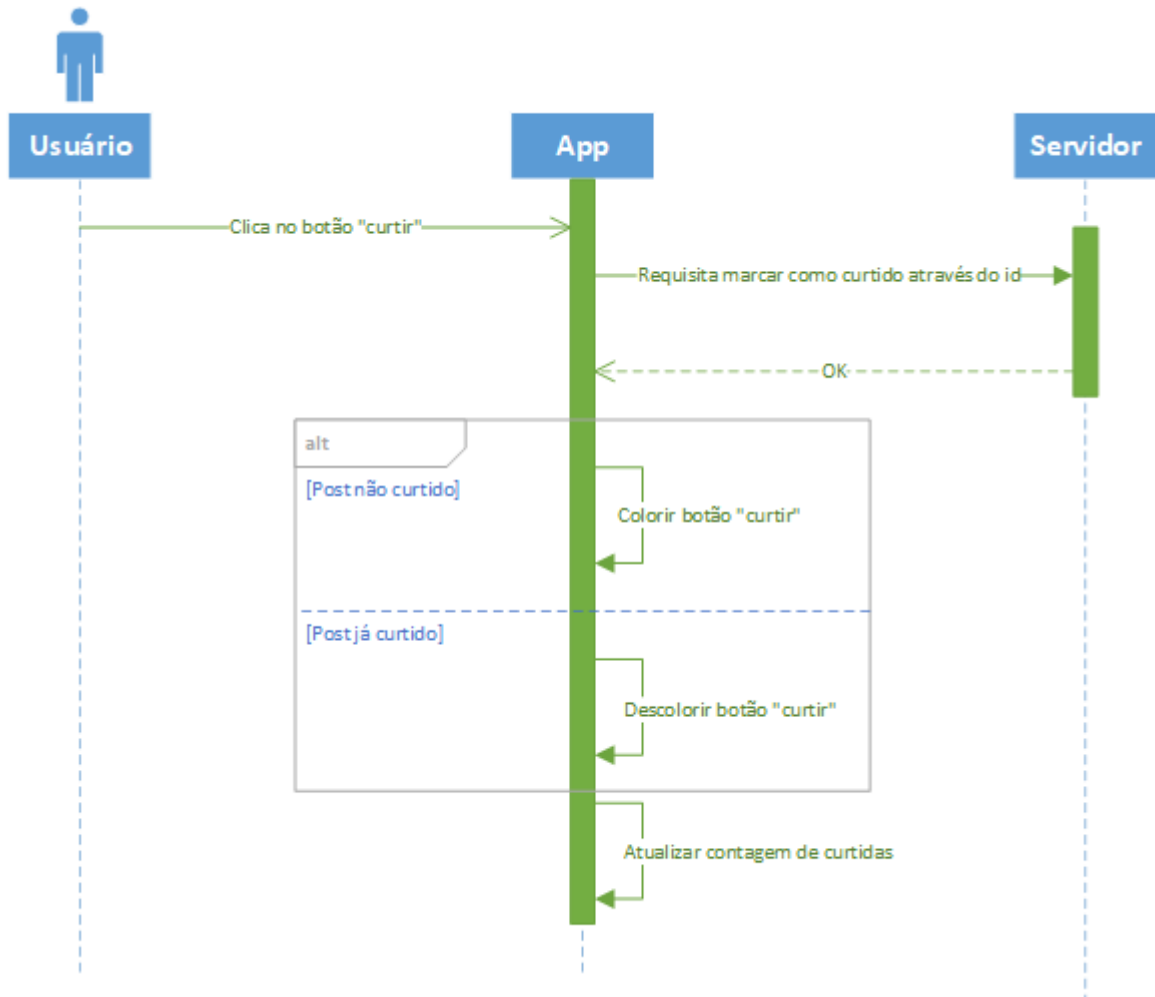 Usuário
App
Servidor
Clica no botão "curtir"
Requisita marcar como curtido através do id
OK
alt
[Post não curtido]
Colorir botão "curtir"
[Post já curtido]
Descolorir botão "curtir"
Atualizar contagem de curtidas